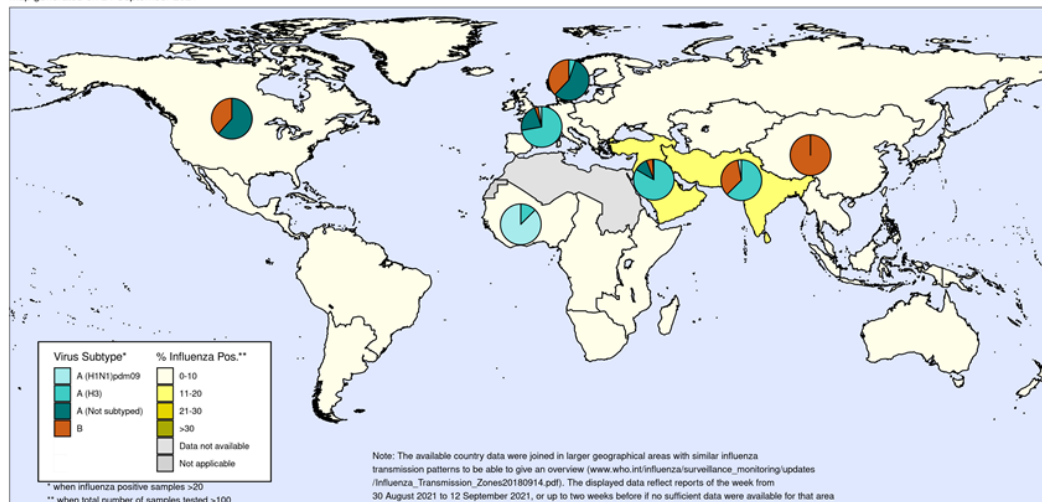 Virus Subtype*
A (H1N1)pdm09
A (H3)
A (Not subtyped)
B
% Influenza Pos.**
0-10
11-20
21-30
>30
Data not available
Not applicable
* when influenza positive samples >20
** when total number of samples tested >100
Note: The available country data were joined in larger geographical areas with similar influenza
transmission patterns to be able to give an overview (www.who.int/influenza/surveillance_monitoring/updates
/Influenza_Transmission_Zones20180914.pdf). The displayed data reflect reports of the week from
30 August 2021 to 12 September 2021, or up to two weeks before if no sufficient data were available for that area